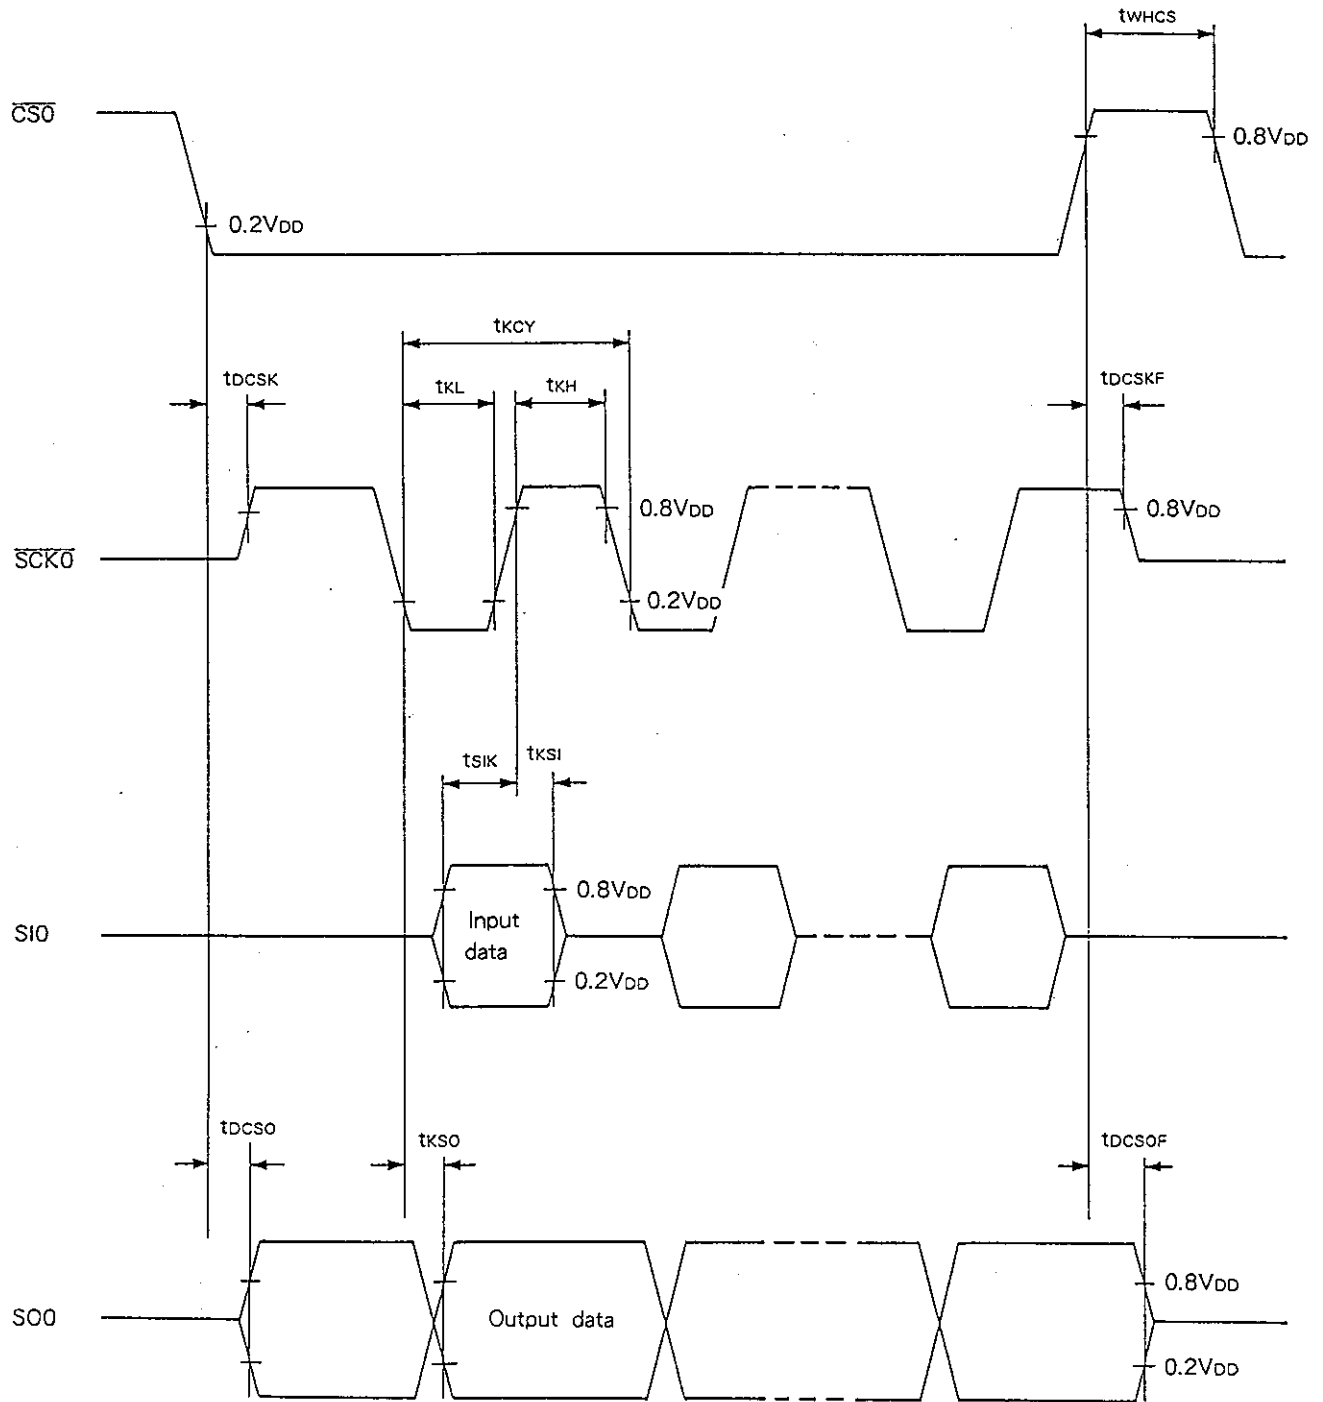 tWHCS
CS0
0.8VDD
0.2VDD
tKCY
tDCSK
tKL
tKH
tDCSKF
0.8VDD
0.8VDD
SCK0
0.2VDD
tSIK
tKSI
0.8VDD
Input
data
SI0
0.2VDD
tDCSO
tKSO
tDCSOF
0.8VDD
SO0
Output data
0.2VDD